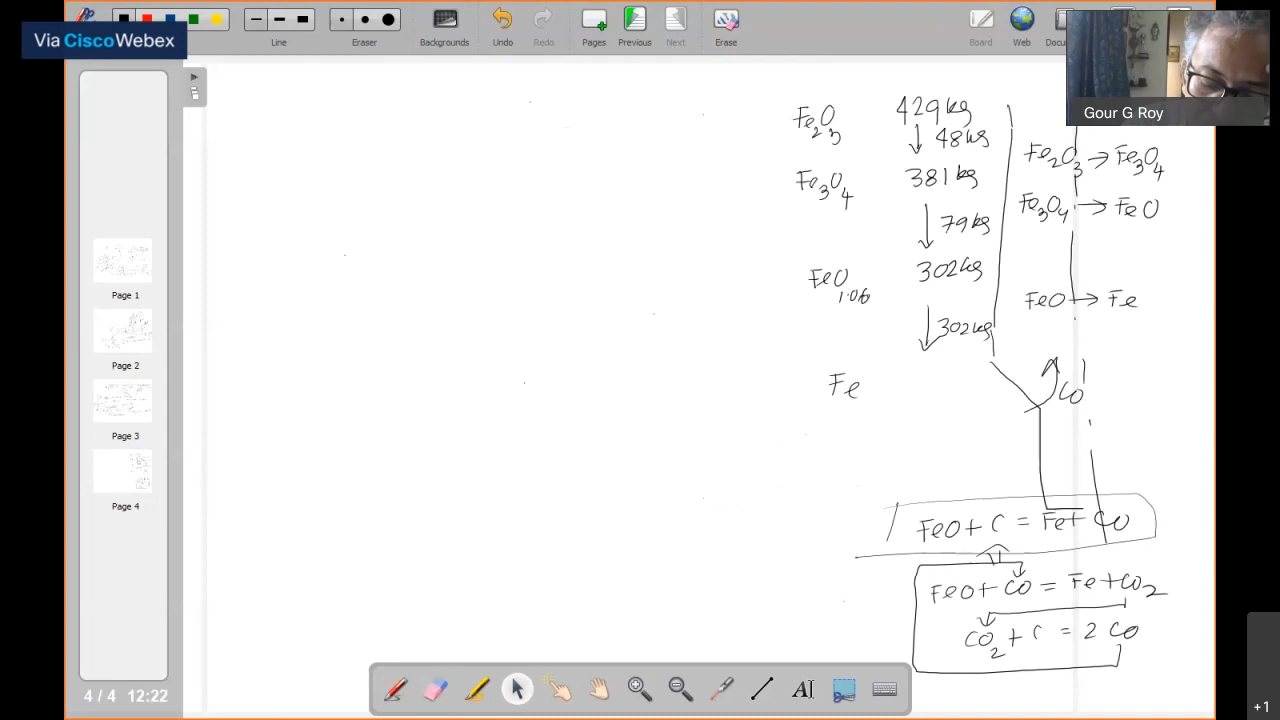 Via Cisco Webex
Line
Eraser
Backgrounds
Undo
Redo
Pages
Previous
Next
Erase
Board
Web
Docu
Gour G Roy
Fe2O3 429 kg
↓ 48 kg
Fe3O4 381 kg
↓ 79 kg
FeO1.06 302 kg
↓ 302 kg
Fe
Fe2O3 → Fe3O4
Fe3O4 → FeO
FeO → Fe
CO
FeO + C = Fe + CO
FeO + CO = Fe + CO2
CO2 + C = 2 CO
Page 1
Page 2
Page 3
Page 4
4 / 4 12:22
A
+1